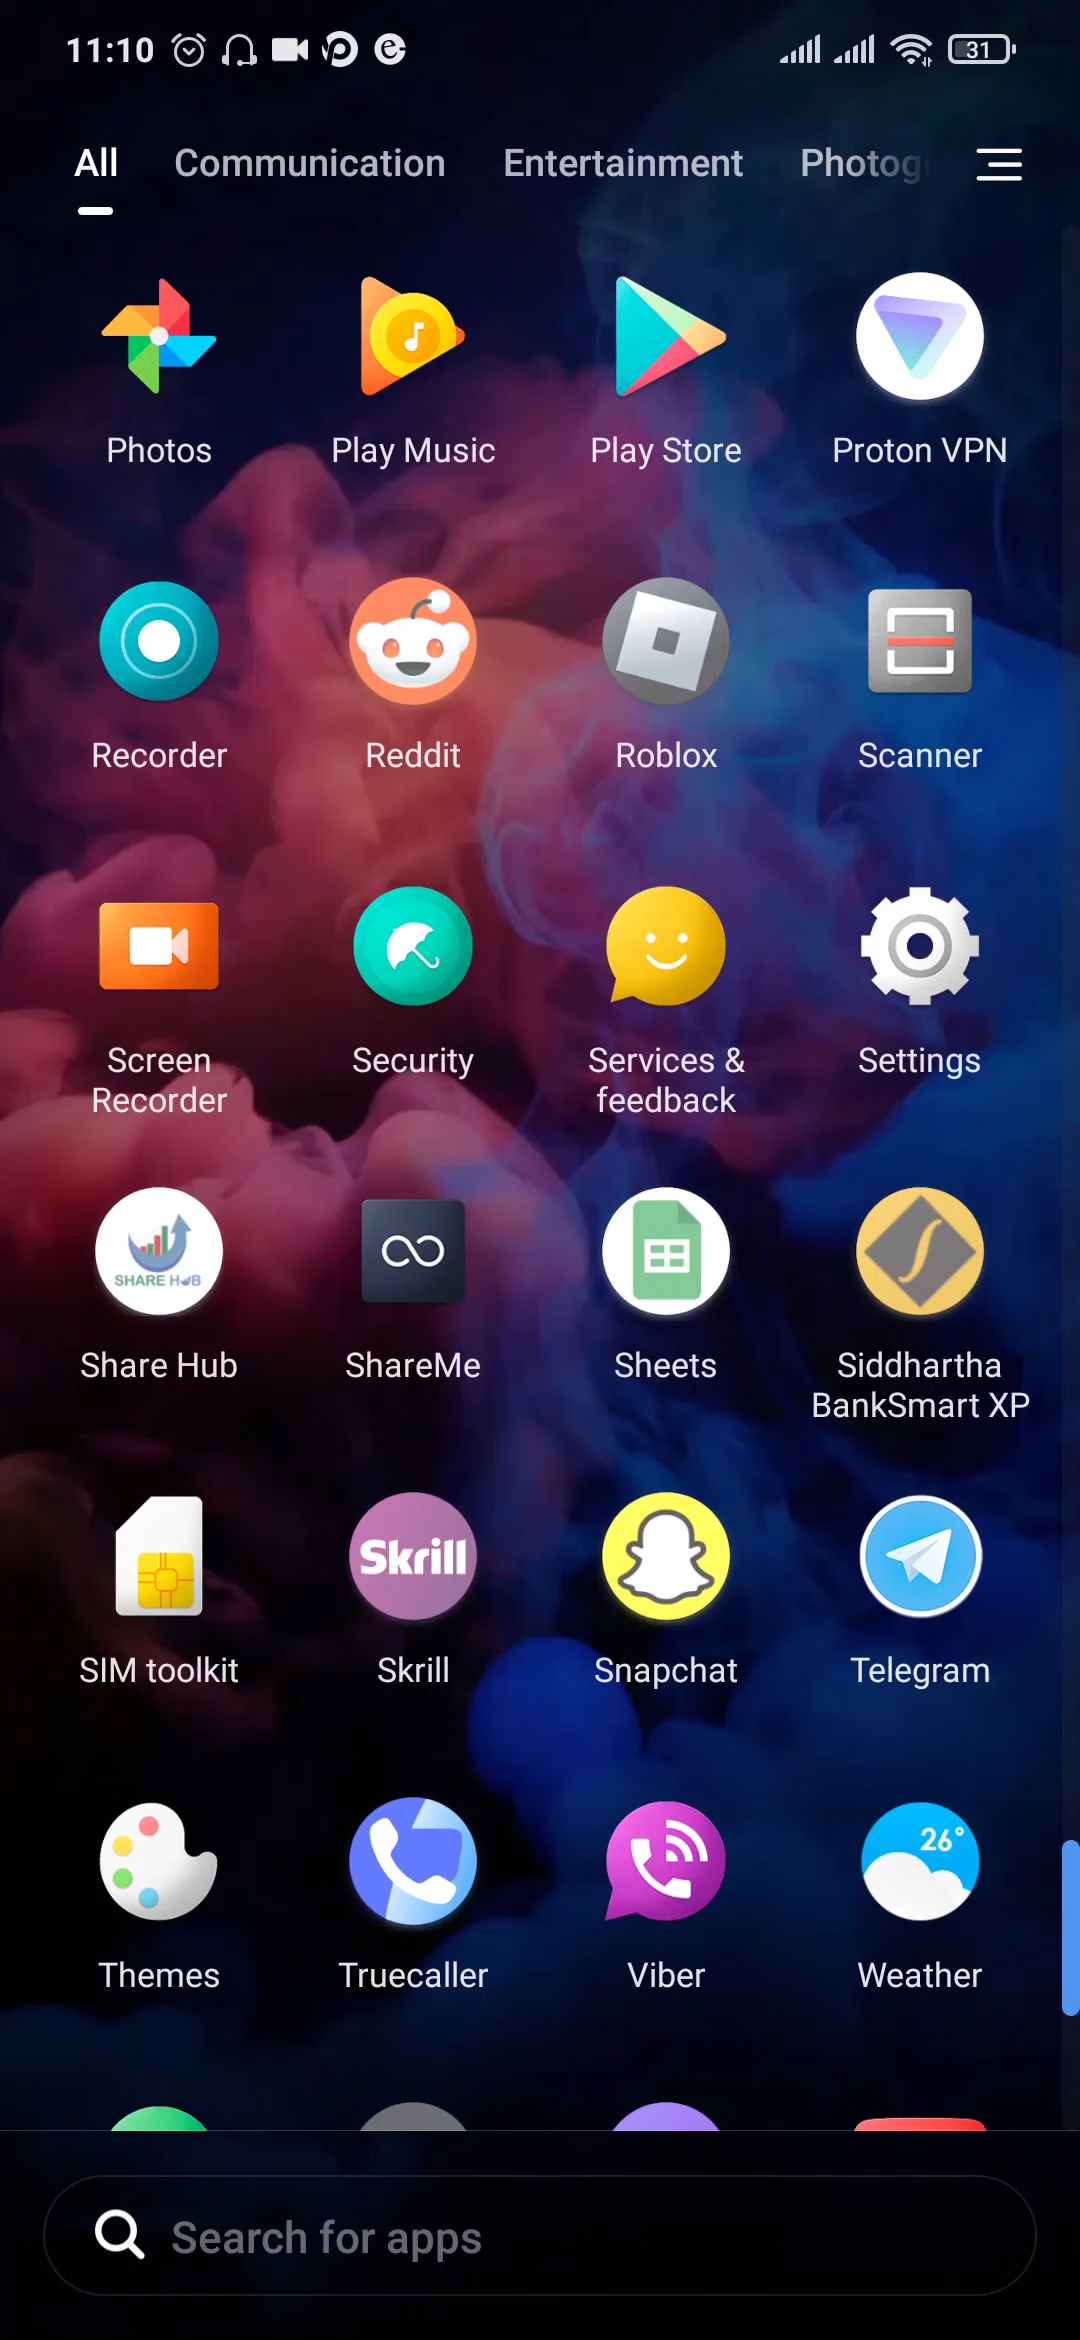 11:10
31
All Communication Entertainment Photog
Photos Play Music Play Store Proton VPN
Recorder Reddit Roblox Scanner
Screen Recorder Security Services & feedback Settings
SHARE HUB
Share Hub ShareMe Sheets Siddhartha BankSmart XP
Skrill
SIM toolkit Skrill Snapchat Telegram
26°
Themes Truecaller Viber Weather
Search for apps